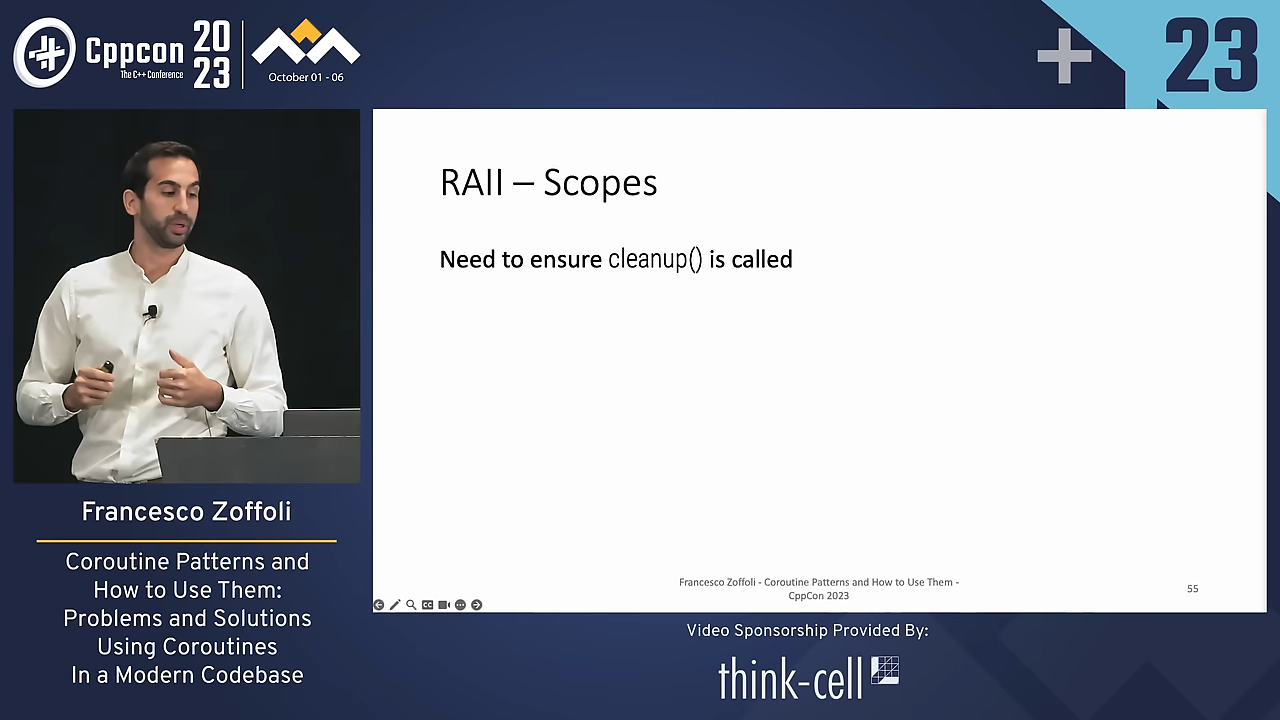 Cppcon
The C++ Conference
20
23
October 01 - 06
23
RAII – Scopes
Need to ensure cleanup() is called
Francesco Zoffoli - Coroutine Patterns and How to Use Them -
CppCon 2023
55
Francesco Zoffoli
Coroutine Patterns and
How to Use Them:
Problems and Solutions
Using Coroutines
In a Modern Codebase
Video Sponsorship Provided By:
think-cell